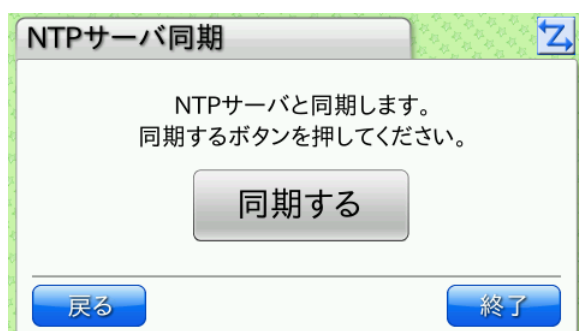 NTPサーバ同期
NTPサーバと同期します。
同期するボタンを押してください。
同期する
戻る
終了